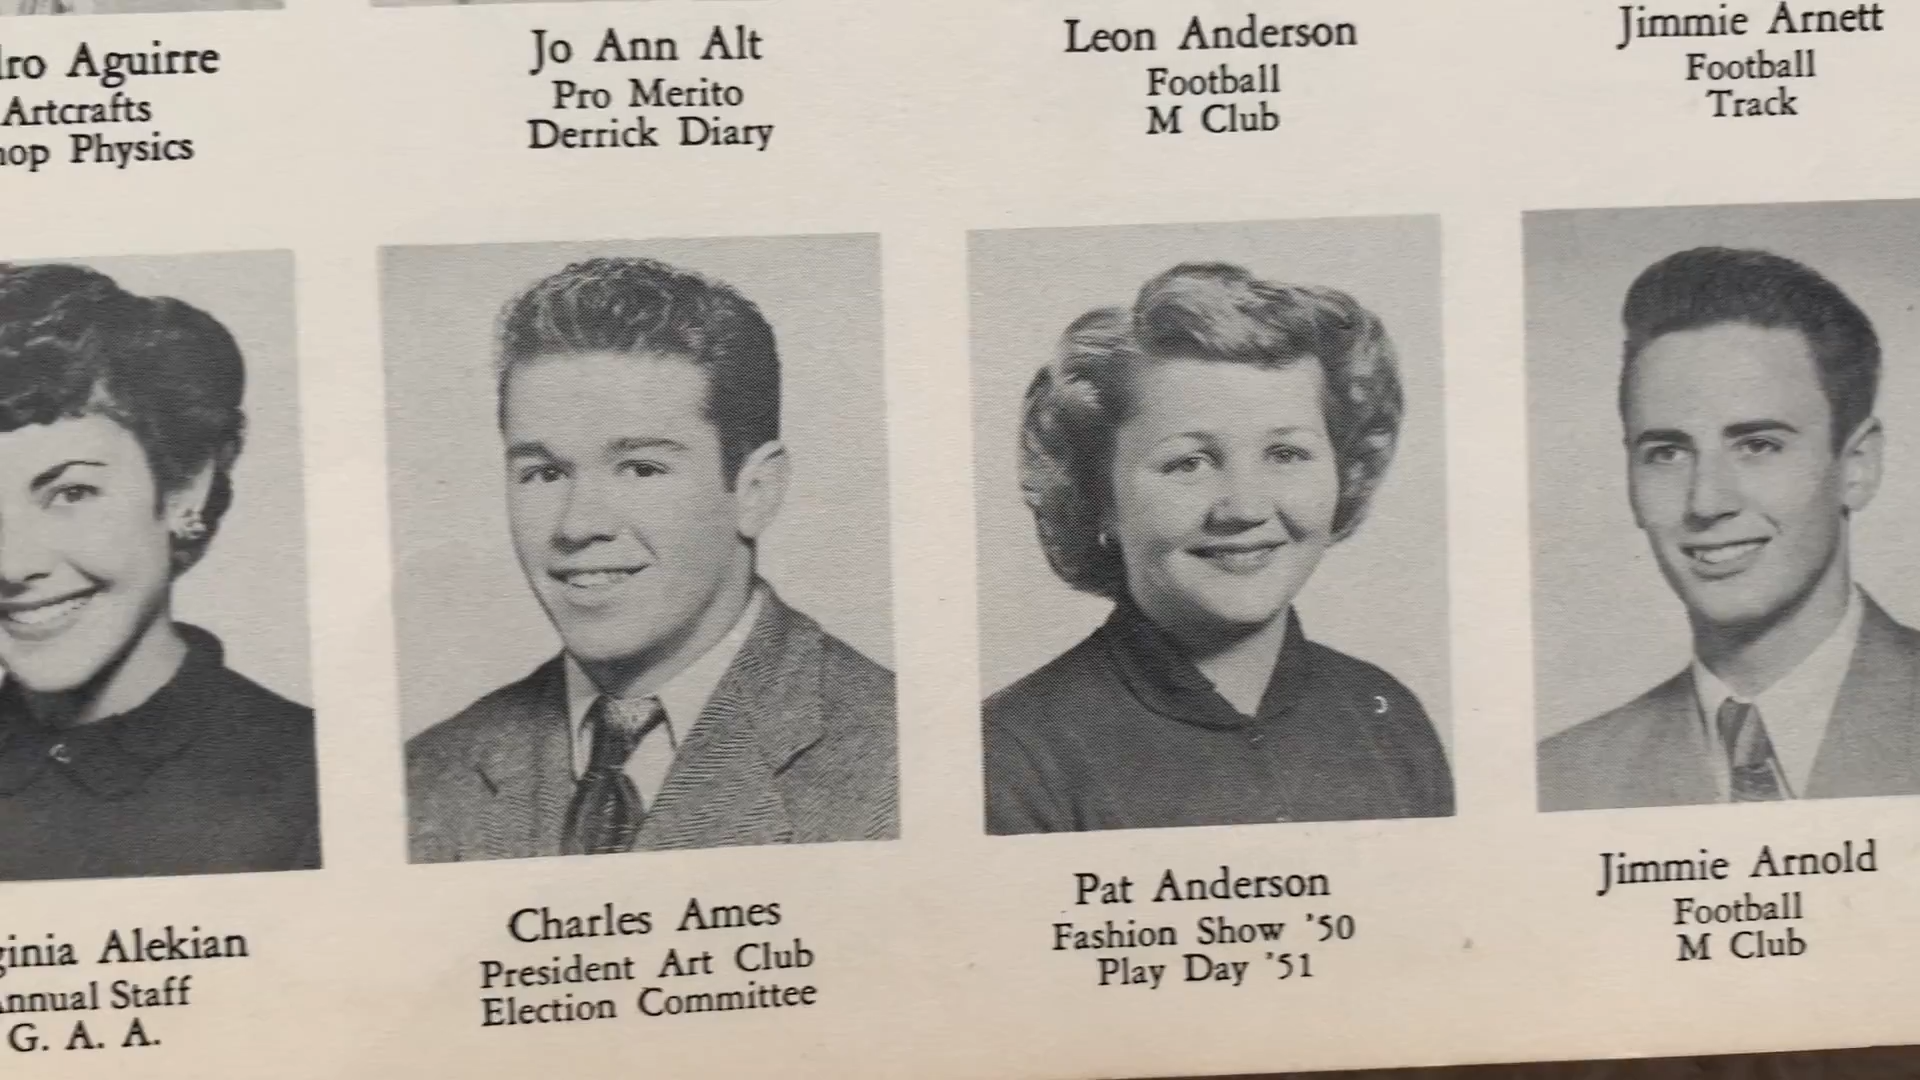 Aguirre
Artcrafts
Physics
Jo Ann Alt
Pro Merito
Derrick Diary
Leon Anderson
Football
M Club
Jimmie Arnett
Football
Track
Alekian
Staff
G. A. A.
Charles Ames
President Art Club
Election Committee
Pat Anderson
Fashion Show '50
Play Day '51
Jimmie Arnold
Football
M Club